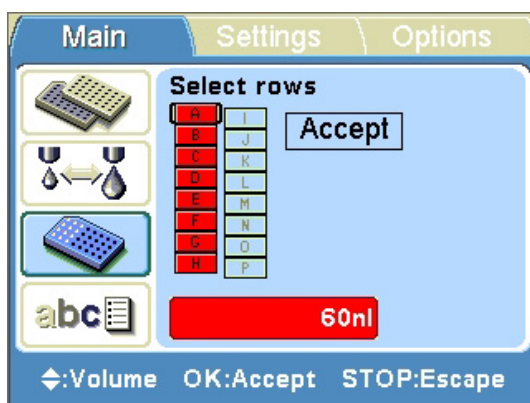 Main Settings Options
Select rows
A I
B J
C K
D L
E M
F N
G O
H P
Accept
abc
60nl
:Volume OK:Accept STOP:Escape